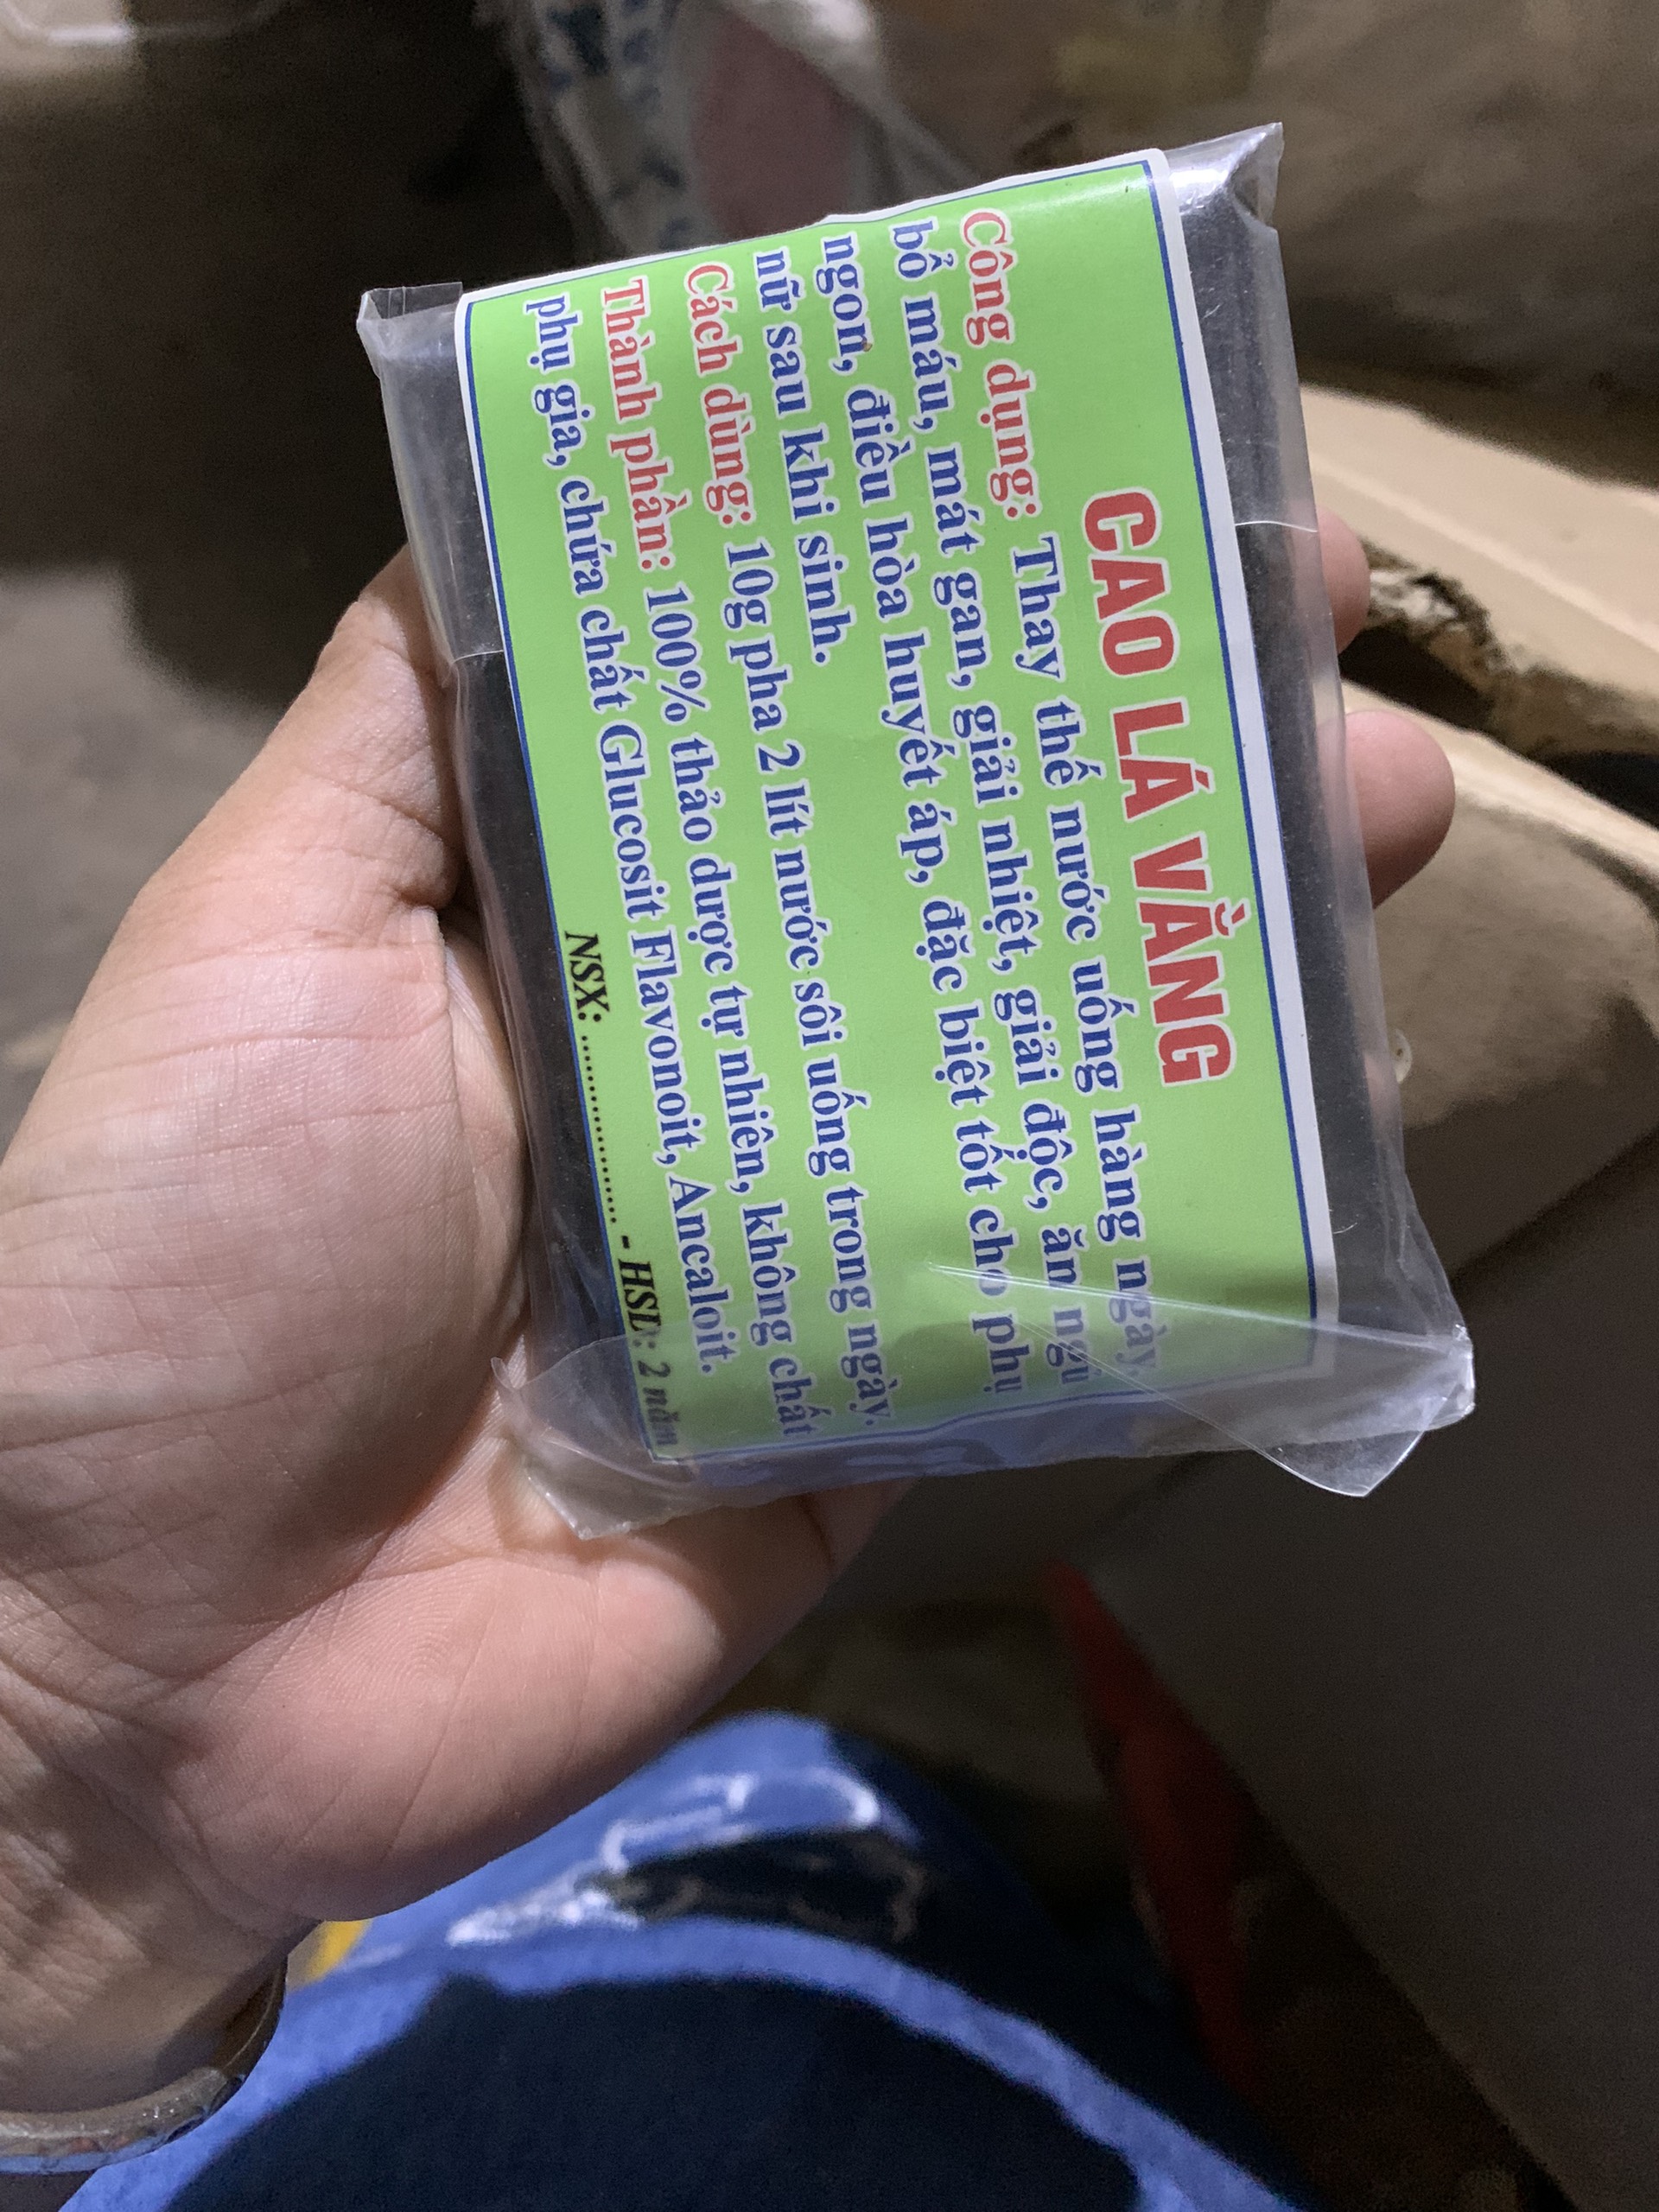 CAO LÁ VẰNG
Công dụng: Thay thế nước uống hàng ngày,
bổ máu, mát gan, giải nhiệt, giải độc, ăn ngủ
ngon, điều hòa huyết áp, đặc biệt tốt cho phụ
nữ sau khi sinh.
Cách dùng: 10g pha 2 lít nước sôi uống trong ngày.
Thành phần: 100% thảo dược tự nhiên, không chất
phụ gia, chứa chất Glucosit Flavonoit, Ancaloit.
NSX: .................... - HSD: 2 năm